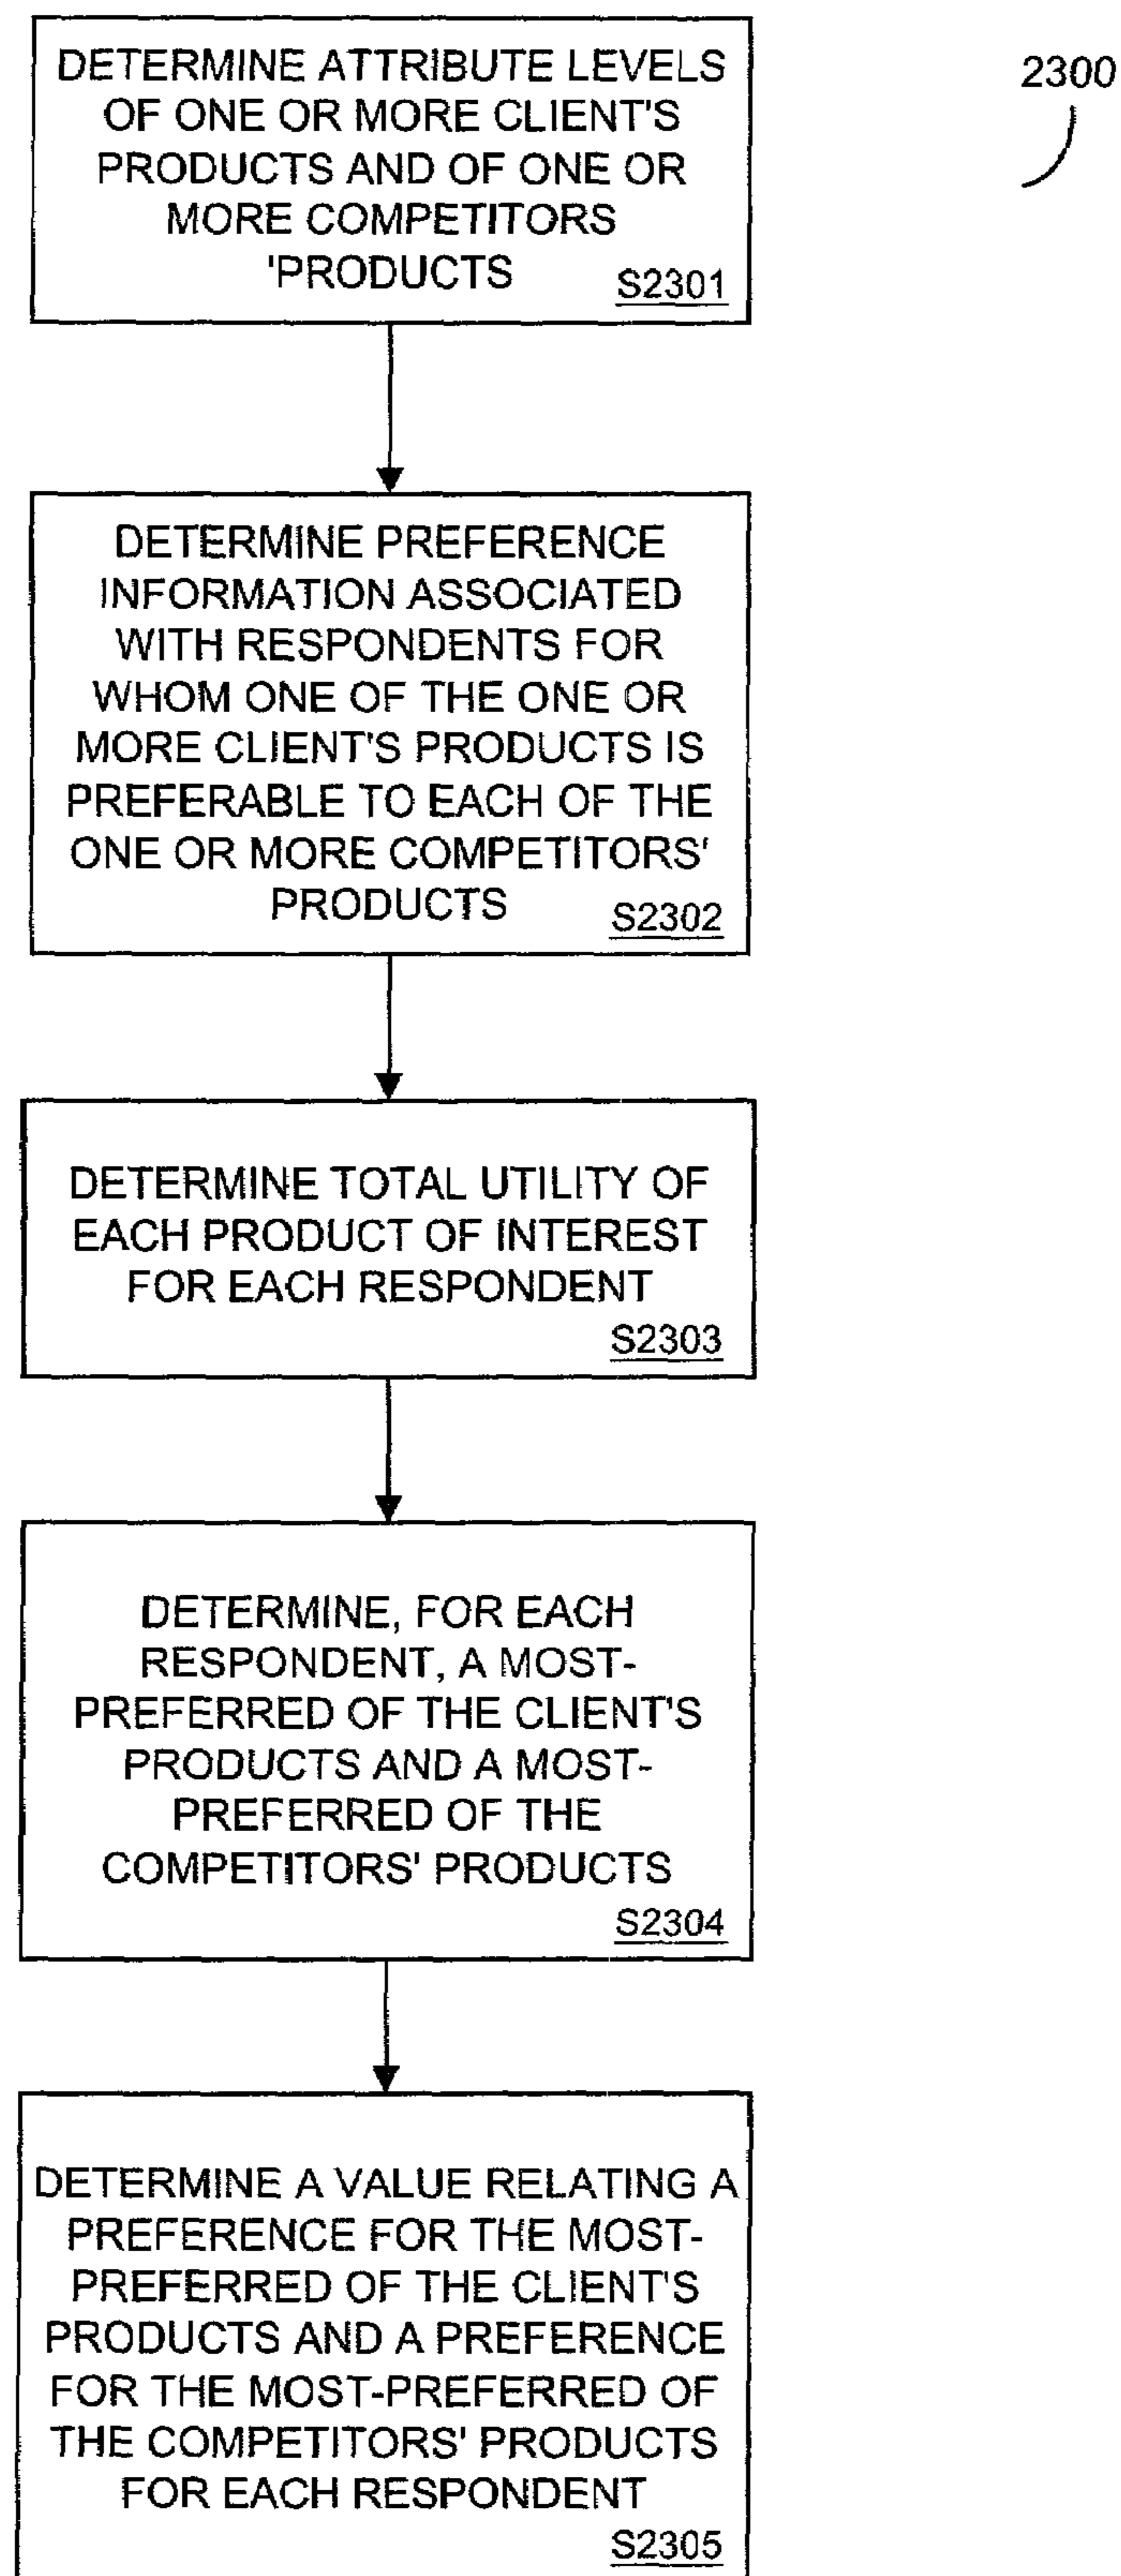 DETERMINE ATTRIBUTE LEVELS
OF ONE OR MORE CLIENT'S
PRODUCTS AND OF ONE OR
MORE COMPETITORS
'PRODUCTS
S2301
2300
DETERMINE PREFERENCE
INFORMATION ASSOCIATED
WITH RESPONDENTS FOR
WHOM ONE OF THE ONE OR
MORE CLIENT'S PRODUCTS IS
PREFERABLE TO EACH OF THE
ONE OR MORE COMPETITORS'
PRODUCTS
S2302
DETERMINE TOTAL UTILITY OF
EACH PRODUCT OF INTEREST
FOR EACH RESPONDENT
S2303
DETERMINE, FOR EACH
RESPONDENT, A MOST-
PREFERRED OF THE CLIENT'S
PRODUCTS AND A MOST-
PREFERRED OF THE
COMPETITORS' PRODUCTS
S2304
DETERMINE A VALUE RELATING A
PREFERENCE FOR THE MOST-
PREFERRED OF THE CLIENT'S
PRODUCTS AND A PREFERENCE
FOR THE MOST-PREFERRED OF
THE COMPETITORS' PRODUCTS
FOR EACH RESPONDENT
S2305